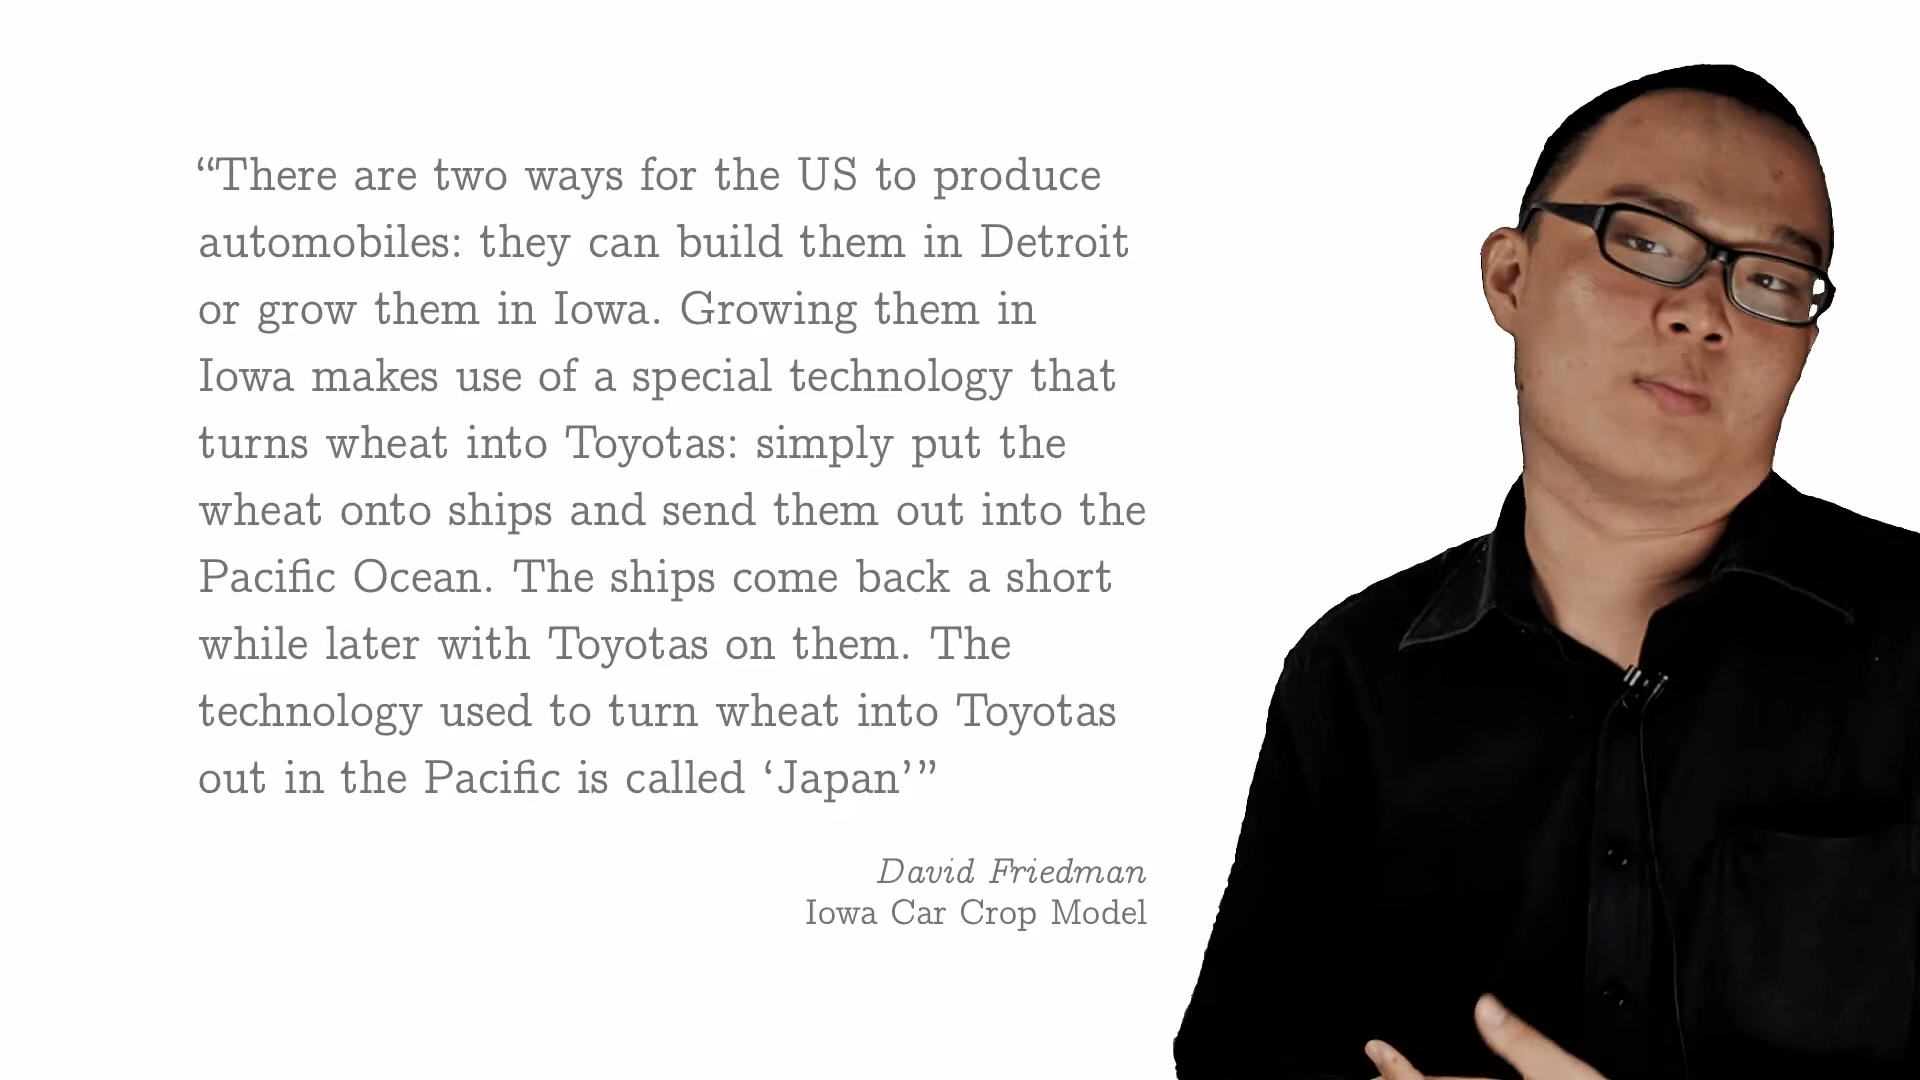 “There are two ways for the US to produce
automobiles: they can build them in Detroit
or grow them in Iowa. Growing them in
Iowa makes use of a special technology that
turns wheat into Toyotas: simply put the
wheat onto ships and send them out into the
Pacific Ocean. The ships come back a short
while later with Toyotas on them. The
technology used to turn wheat into Toyotas
out in the Pacific is called ‘Japan’”
David Friedman
Iowa Car Crop Model